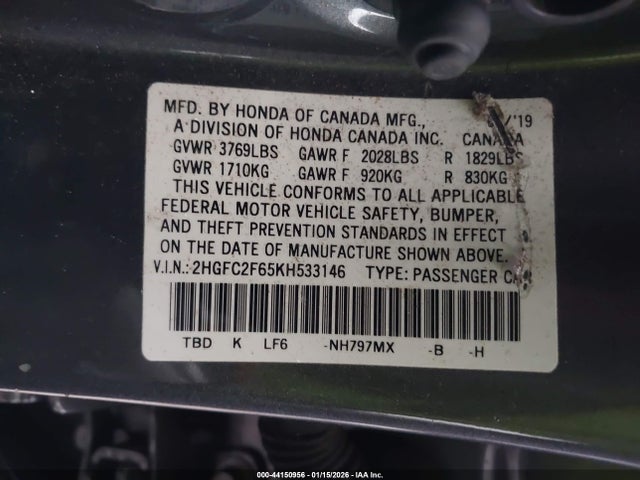 MFD. BY HONDA OF CANADA MFG., /'19
A DIVISION OF HONDA CANADA INC. CANADA
GVWR 3769LBS GAWR F 2028LBS R 1829LBS
GVWR 1710KG GAWR F 920KG R 830KG
THIS VEHICLE CONFORMS TO ALL APPLICABLE
FEDERAL MOTOR VEHICLE SAFETY, BUMPER,
AND THEFT PREVENTION STANDARDS IN EFFECT
ON THE DATE OF MANUFACTURE SHOWN ABOVE.
V.I.N.: 2HGFC2F65KH533146 TYPE: PASSENGER CAR
TBD K LF6 -NH797MX -B -H
000-44150956 - 01/15/2026 - IAA Inc.